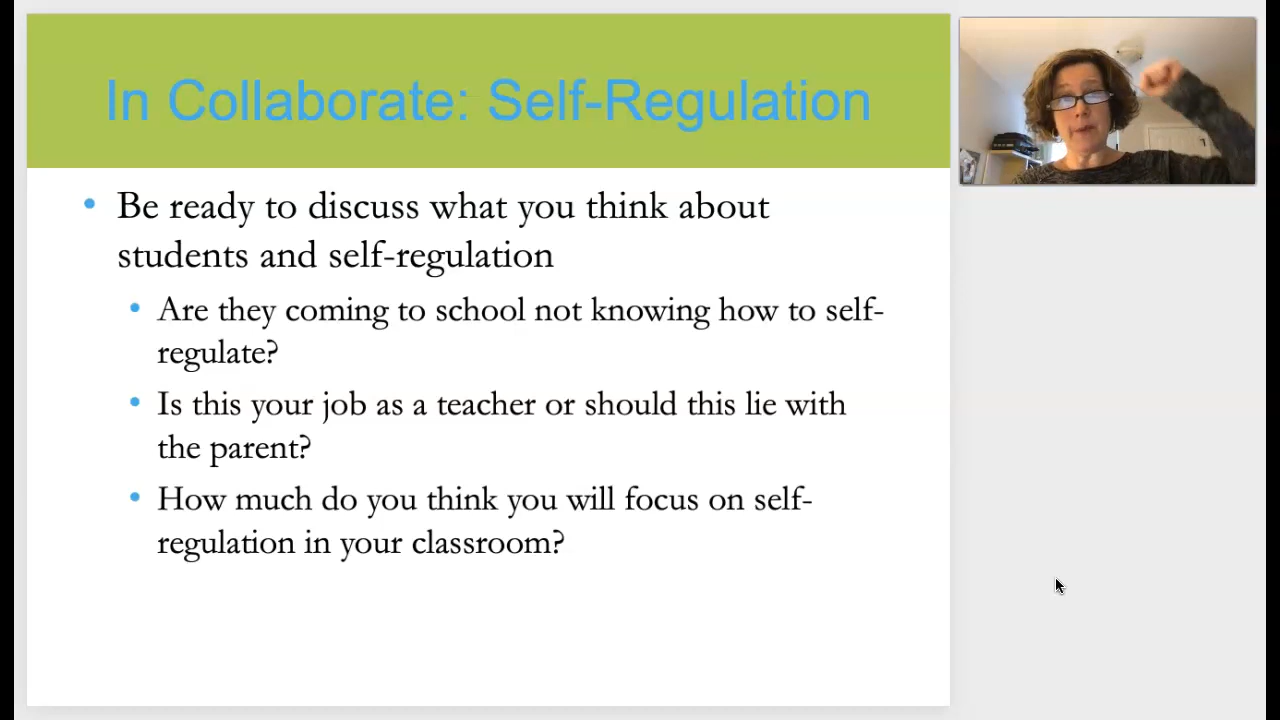 In Collaborate: Self-Regulation
• Be ready to discuss what you think about
students and self-regulation
• Are they coming to school not knowing how to self-
regulate?
• Is this your job as a teacher or should this lie with
the parent?
• How much do you think you will focus on self-
regulation in your classroom?